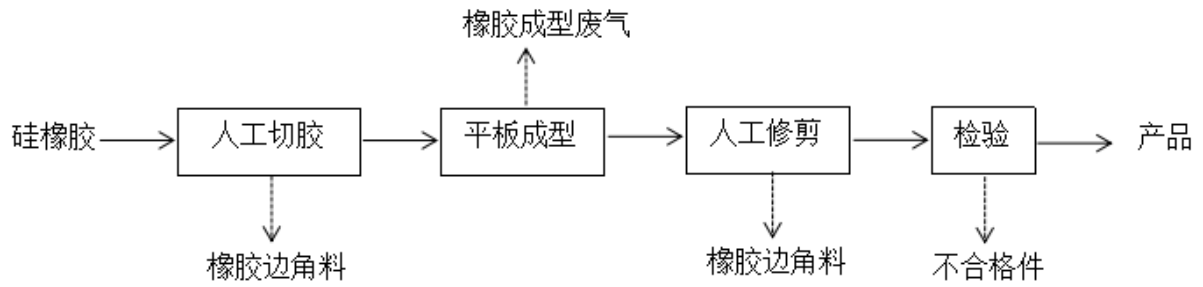 橡胶成型废气
硅橡胶
人工切胶
平板成型
人工修剪
检验
产品
橡胶边角料
橡胶边角料
不合格件